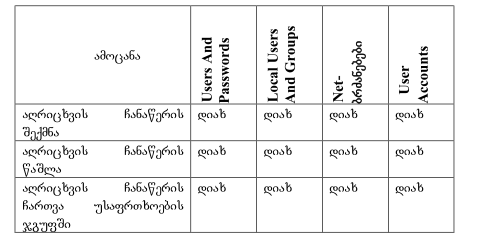 ამოცანა
Users And
Passwords
Local Users
And Groups
Net-
ბრძანებები
User
Accounts
აღრიცხვის ჩანაწერის დიახ დიახ დიახ დიახ
შექმნა
აღრიცხვის ჩანაწერის დიახ დიახ დიახ დიახ
წაშლა
აღრიცხვის ჩანაწერის დიახ დიახ დიახ დიახ
ჩართვა უსაფრთხოების
ჯგუფში